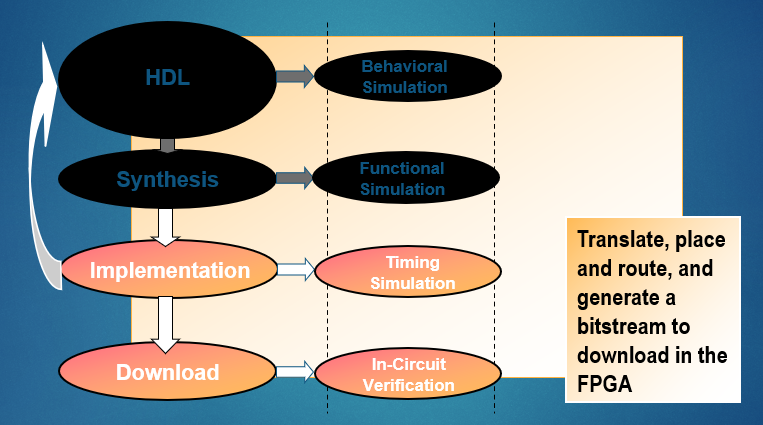 HDL
Behavioral
Simulation
Synthesis
Functional
Simulation
Implementation
Timing
Simulation
Download
In-Circuit
Verification
Translate, place
and route, and
generate a
bitstream to
download in the
FPGA